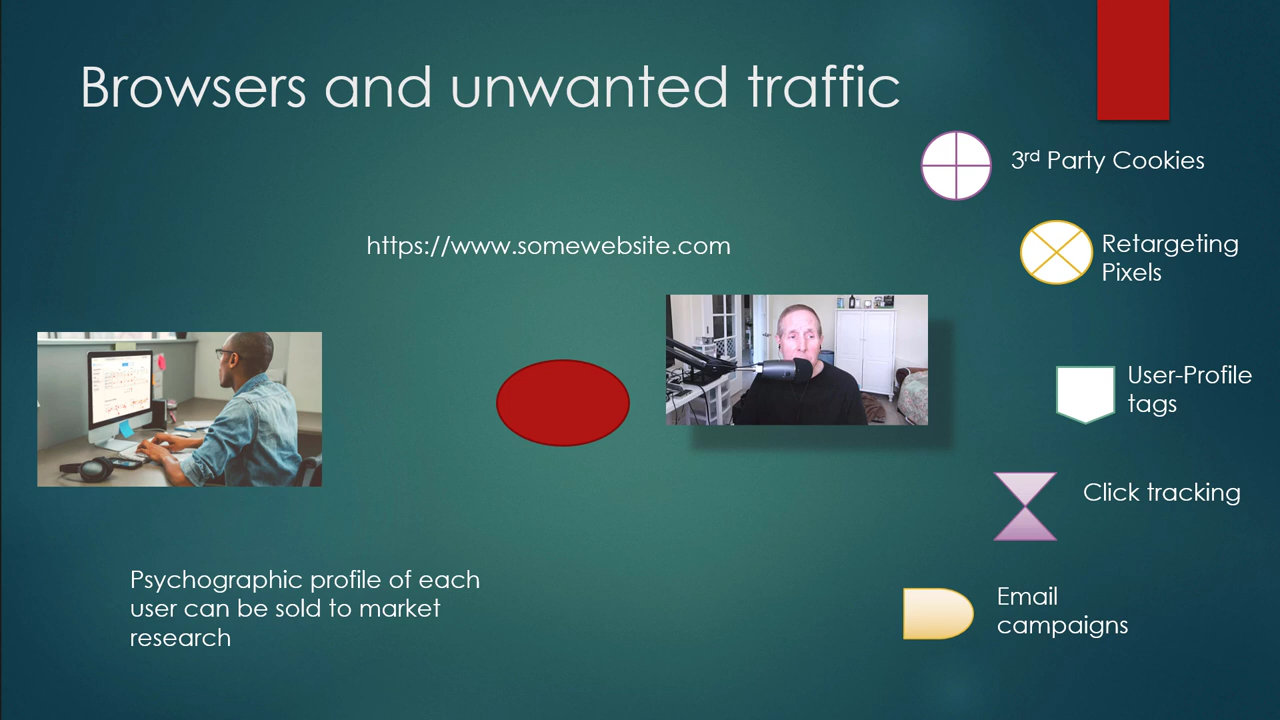 Browsers and unwanted traffic
3rd Party Cookies
https://www.somewebsite.com
Retargeting
Pixels
User-Profile
tags
Click tracking
Psychographic profile of each
user can be sold to market
research
Email
campaigns